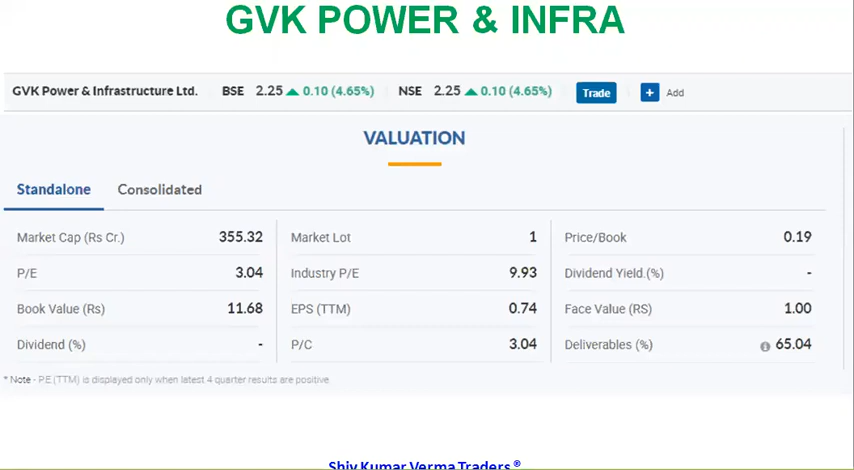 GVK POWER & INFRA
GVK Power & Infrastructure Ltd. BSE 2.25 ▲ 0.10 (4.65%) NSE 2.25 ▲ 0.10 (4.65%) Trade + Add
VALUATION
Standalone Consolidated
Market Cap (Rs Cr.) 355.32 Market Lot 1 Price/Book 0.19
P/E 3.04 Industry P/E 9.93 Dividend Yield.(%) -
Book Value (Rs) 11.68 EPS (TTM) 0.74 Face Value (RS) 1.00
Dividend (%) - P/C 3.04 Deliverables (%) 65.04
* Note - P.E.(TTM) is displayed only when latest 4 quarter results are positive.
Shiv Kumar Verma Traders ®